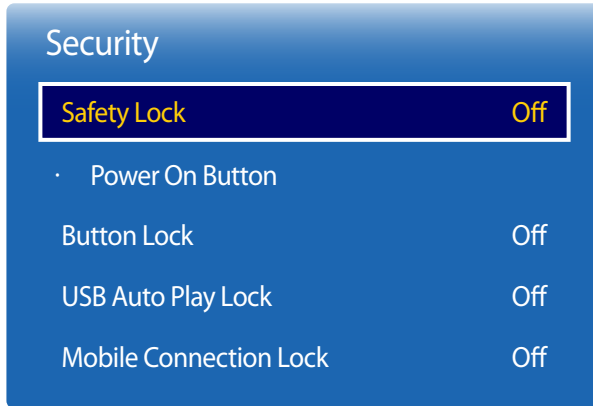 Security
Safety Lock Off
· Power On Button
Button Lock Off
USB Auto Play Lock Off
Mobile Connection Lock Off